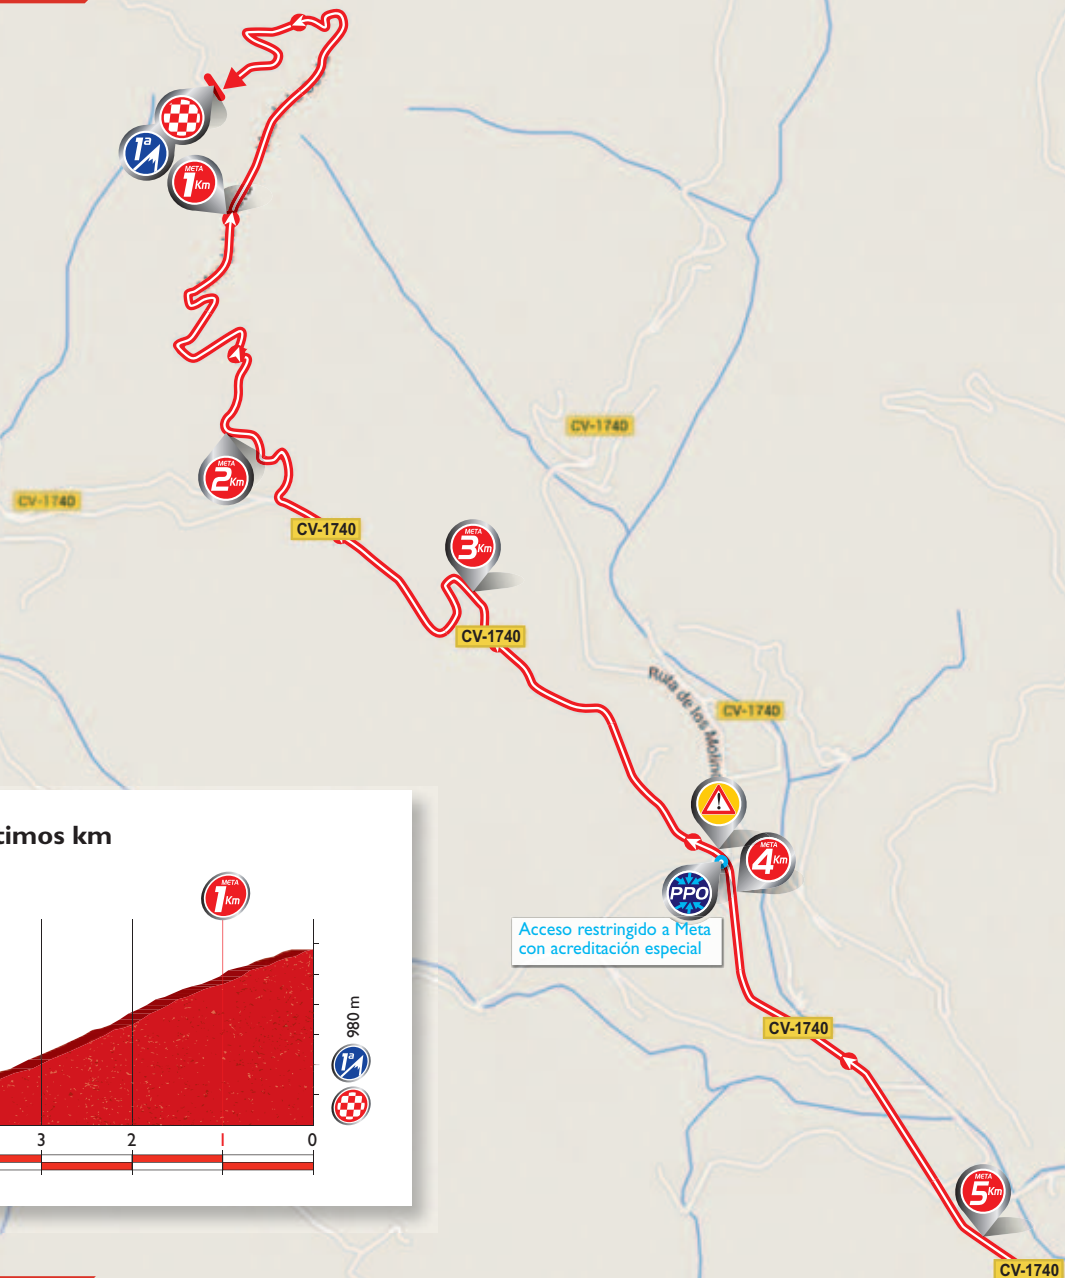 1ª
META
1Km
CV-1740
META
2Km
CV-1740
CV-1740
META
3Km
CV-1740
Ruta de los Molin
CV-1740
!
META
4Km
PPO
Acceso restringido a Meta
con acreditación especial
CV-1740
META
5Km
CV-1740
timos km
META
1Km
980 m
1ª
3 2 1 0